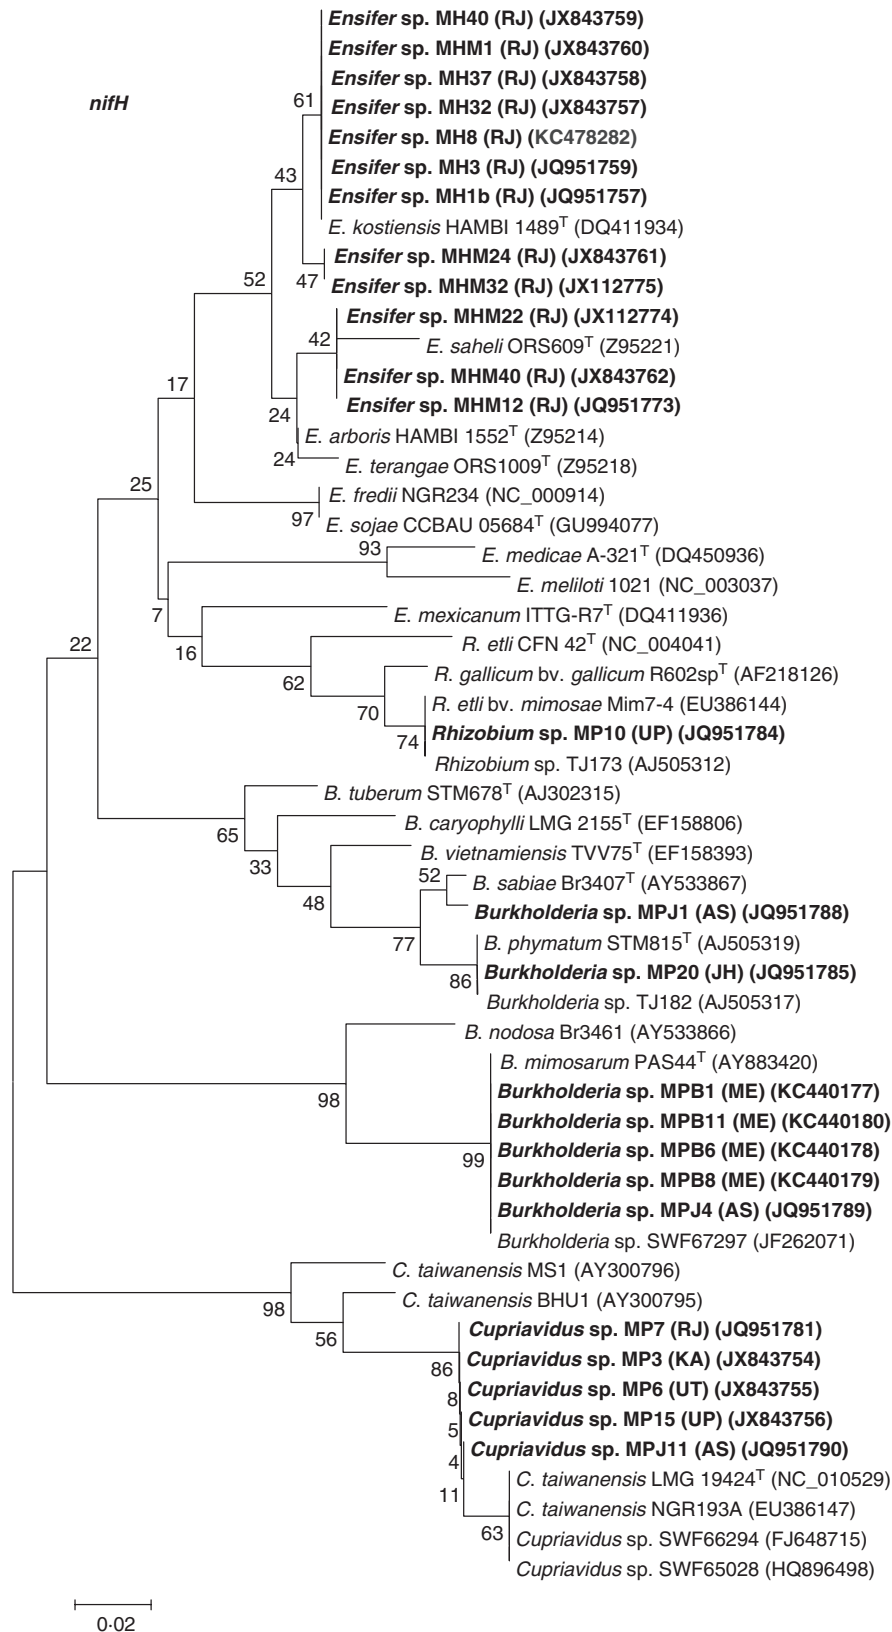 Ensifer sp. MH40 (RJ) (JX843759)
Ensifer sp. MHM1 (RJ) (JX843760)
Ensifer sp. MH37 (RJ) (JX843758)
nifH
Ensifer sp. MH32 (RJ) (JX843757)
61
Ensifer sp. MH8 (RJ) (KC478282)
Ensifer sp. MH3 (RJ) (JQ951759)
43
Ensifer sp. MH1b (RJ) (JQ951757)
E. kostiensis HAMBI 1489T (DQ411934)
Ensifer sp. MHM24 (RJ) (JX843761)
52
47
Ensifer sp. MHM32 (RJ) (JX112775)
Ensifer sp. MHM22 (RJ) (JX112774)
42
E. saheli ORS609T (Z95221)
Ensifer sp. MHM40 (RJ) (JX843762)
17
Ensifer sp. MHM12 (RJ) (JQ951773)
24
E. arboris HAMBI 1552T (Z95214)
24
E. terangae ORS1009T (Z95218)
25
E. fredii NGR234 (NC_000914)
97
E. sojae CCBAU 05684T (GU994077)
93
E. medicae A-321T (DQ450936)
E. meliloti 1021 (NC_003037)
7
E. mexicanum ITTG-R7T (DQ411936)
22
16
R. etli CFN 42T (NC_004041)
62
R. gallicum bv. gallicum R602spT (AF218126)
70
R. etli bv. mimosae Mim7-4 (EU386144)
74
Rhizobium sp. MP10 (UP) (JQ951784)
Rhizobium sp. TJ173 (AJ505312)
B. tuberum STM678T (AJ302315)
65
B. caryophylli LMG 2155T (EF158806)
33
B. vietnamiensis TVV75T (EF158393)
52
48
B. sabiae Br3407T (AY533867)
Burkholderia sp. MPJ1 (AS) (JQ951788)
77
B. phymatum STM815T (AJ505319)
86
Burkholderia sp. MP20 (JH) (JQ951785)
Burkholderia sp. TJ182 (AJ505317)
B. nodosa Br3461 (AY533866)
B. mimosarum PAS44T (AY883420)
98
Burkholderia sp. MPB1 (ME) (KC440177)
Burkholderia sp. MPB11 (ME) (KC440180)
99
Burkholderia sp. MPB6 (ME) (KC440178)
Burkholderia sp. MPB8 (ME) (KC440179)
Burkholderia sp. MPJ4 (AS) (JQ951789)
Burkholderia sp. SWF67297 (JF262071)
C. taiwanensis MS1 (AY300796)
98
C. taiwanensis BHU1 (AY300795)
56
Cupriavidus sp. MP7 (RJ) (JQ951781)
86
Cupriavidus sp. MP3 (KA) (JX843754)
8
Cupriavidus sp. MP6 (UT) (JX843755)
5
Cupriavidus sp. MP15 (UP) (JX843756)
4
Cupriavidus sp. MPJ11 (AS) (JQ951790)
11
C. taiwanensis LMG 19424T (NC_010529)
63
C. taiwanensis NGR193A (EU386147)
Cupriavidus sp. SWF66294 (FJ648715)
Cupriavidus sp. SWF65028 (HQ896498)
0·02